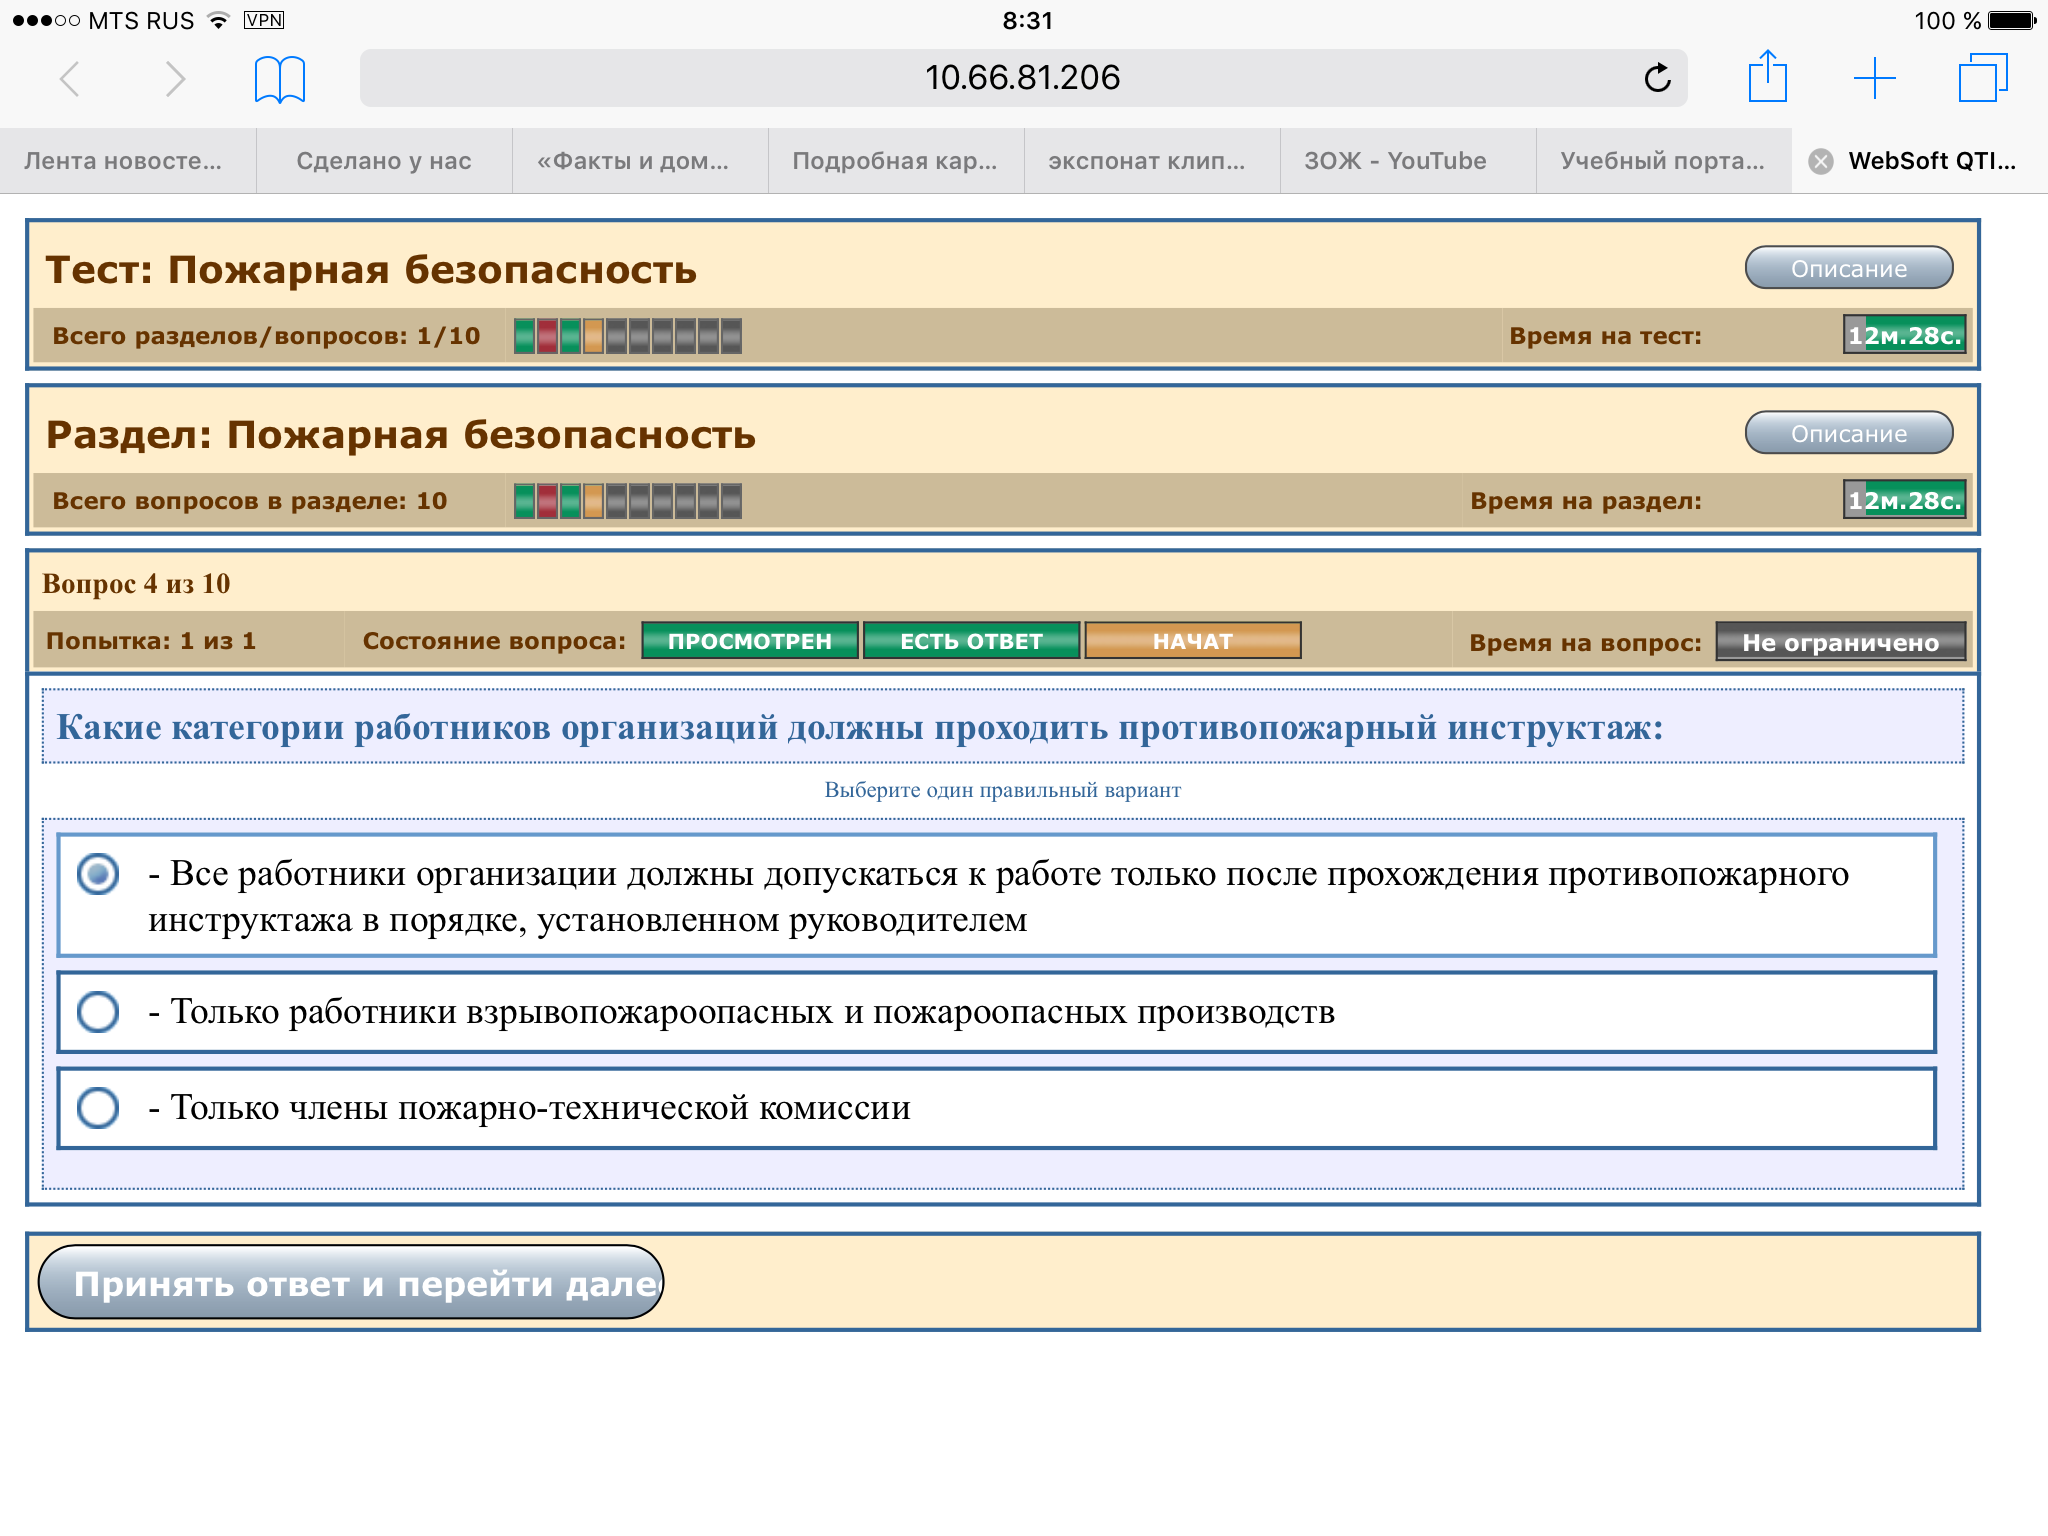 MTS RUS VPN 8:31 100 %
10.66.81.206
Лента новосте... Сделано у нас «Факты и дом... Подробная кар... экспонат клип... ЗОЖ - YouTube Учебный порта... WebSoft QTI...
Тест: Пожарная безопасность Описание
Всего разделов/вопросов: 1/10 Время на тест: 12м.28с.
Раздел: Пожарная безопасность Описание
Всего вопросов в разделе: 10 Время на раздел: 12м.28с.
Вопрос 4 из 10
Попытка: 1 из 1 Состояние вопроса: ПРОСМОТРЕН ЕСТЬ ОТВЕТ НАЧАТ Время на вопрос: Не ограничено
Какие категории работников организаций должны проходить противопожарный инструктаж:
Выберите один правильный вариант
- Все работники организации должны допускаться к работе только после прохождения противопожарного
инструктажа в порядке, установленном руководителем
- Только работники взрывопожароопасных и пожароопасных производств
- Только члены пожарно-технической комиссии
Принять ответ и перейти далее